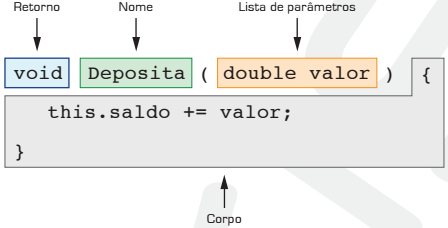 Retorno Nome Lista de parâmetros
void Deposita ( double valor ) {
this.saldo += valor;
}
Corpo